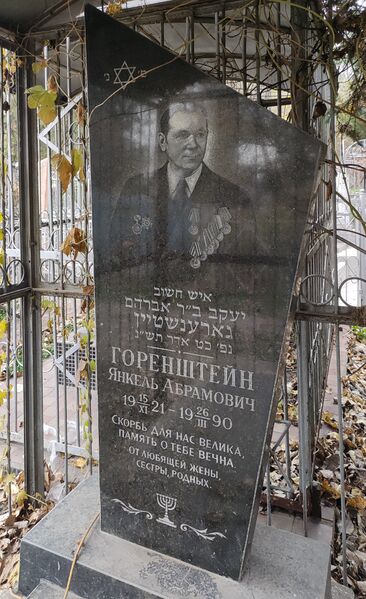 פ נ
איש חשוב
יעקב ב״ר אברהם
גארענשטיין
נפ׳ כט אדר תש״נ
ГОРЕНШТЕЙН
ЯНКЕЛЬ АБРАМОВИЧ
19 15/XI 21 – 19 26/III 90
СКОРБЬ ДЛЯ НАС ВЕЛИКА,
ПАМЯТЬ О ТЕБЕ ВЕЧНА.
ОТ ЛЮБЯЩЕЙ ЖЕНЫ,
СЕСТРЫ, РОДНЫХ.